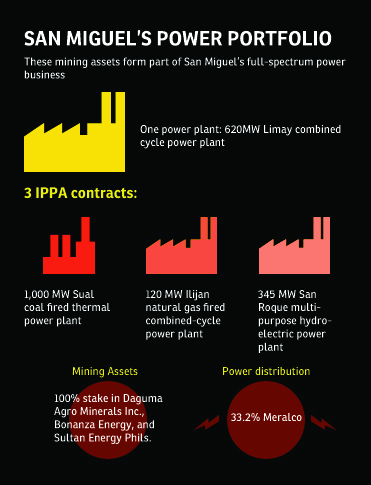 SAN MIGUEL'S POWER PORTFOLIO
These mining assets form part of San Miguel's full-spectrum power
business
One power plant: 620MW Limay combined
cycle power plant
3 IPPA contracts:
1,000 MW Sual
coal fired thermal
power plant
120 MW Ilijan
natural gas fired
combined-cycle
power plant
345 MW San
Roque multi-
purpose hydro-
electric power
plant
Mining Assets
100% stake in Daguma
Agro Minerals Inc.,
Bonanza Energy, and
Sultan Energy Phils.
Power distribution
33.2% Meralco